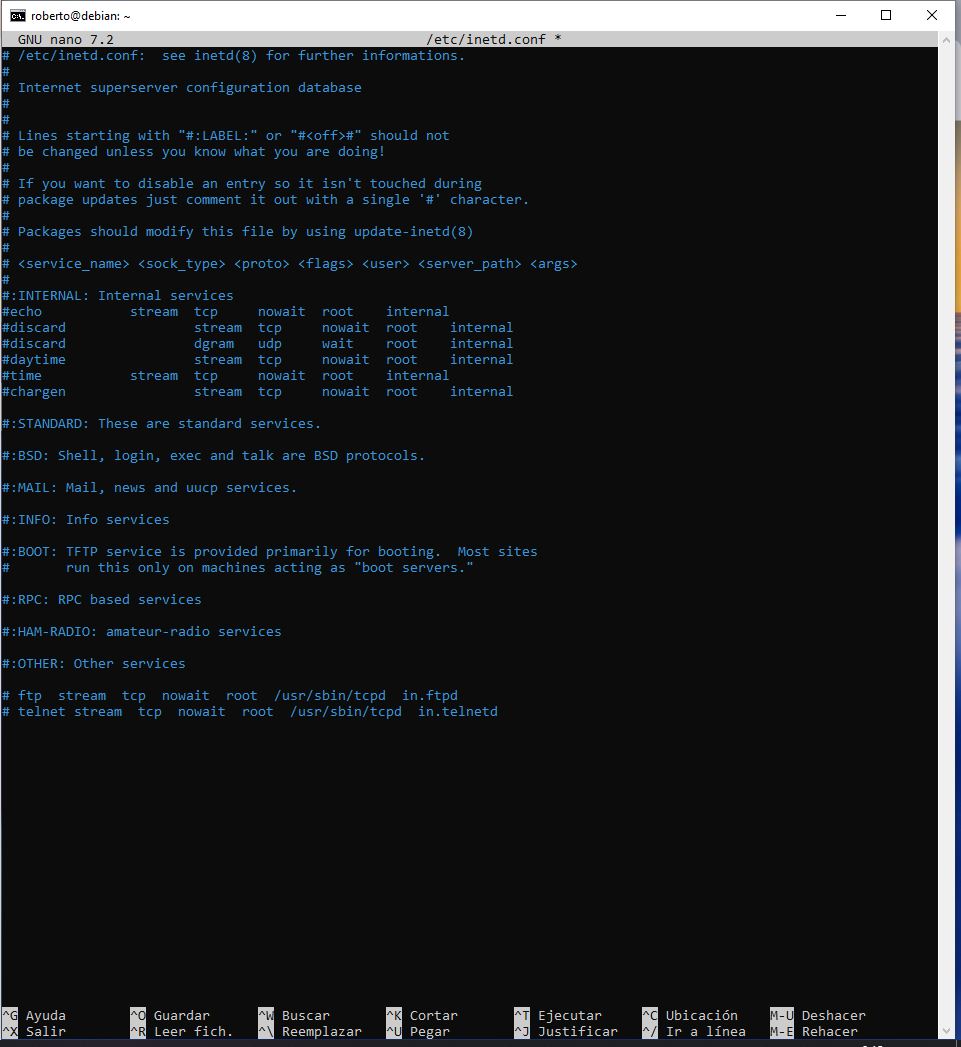 roberto@debian: ~
GNU nano 7.2 /etc/inetd.conf *
# /etc/inetd.conf:  see inetd(8) for further informations.
#
# Internet superserver configuration database
#
#
# Lines starting with "#:LABEL:" or "#<off>#" should not
# be changed unless you know what you are doing!
#
# If you want to disable an entry so it isn't touched during
# package updates just comment it out with a single '#' character.
#
# Packages should modify this file by using update-inetd(8)
#
# <service_name> <sock_type> <proto> <flags> <user> <server_path> <args>
#
#:INTERNAL: Internal services
#echo           stream  tcp     nowait  root    internal
#discard                stream  tcp     nowait  root    internal
#discard                dgram   udp     wait    root    internal
#daytime                stream  tcp     nowait  root    internal
#time           stream  tcp     nowait  root    internal
#chargen                stream  tcp     nowait  root    internal
#:STANDARD: These are standard services.
#:BSD: Shell, login, exec and talk are BSD protocols.
#:MAIL: Mail, news and uucp services.
#:INFO: Info services
#:BOOT: TFTP service is provided primarily for booting.  Most sites
#       run this only on machines acting as "boot servers."
#:RPC: RPC based services
#:HAM-RADIO: amateur-radio services
#:OTHER: Other services
# ftp  stream  tcp  nowait  root  /usr/sbin/tcpd  in.ftpd
# telnet stream  tcp  nowait  root  /usr/sbin/tcpd  in.telnetd
^G Ayuda ^O Guardar ^W Buscar ^K Cortar ^T Ejecutar ^C Ubicación M-U Deshacer
^X Salir ^R Leer fich. ^\ Reemplazar ^U Pegar ^J Justificar ^/ Ir a línea M-E Rehacer